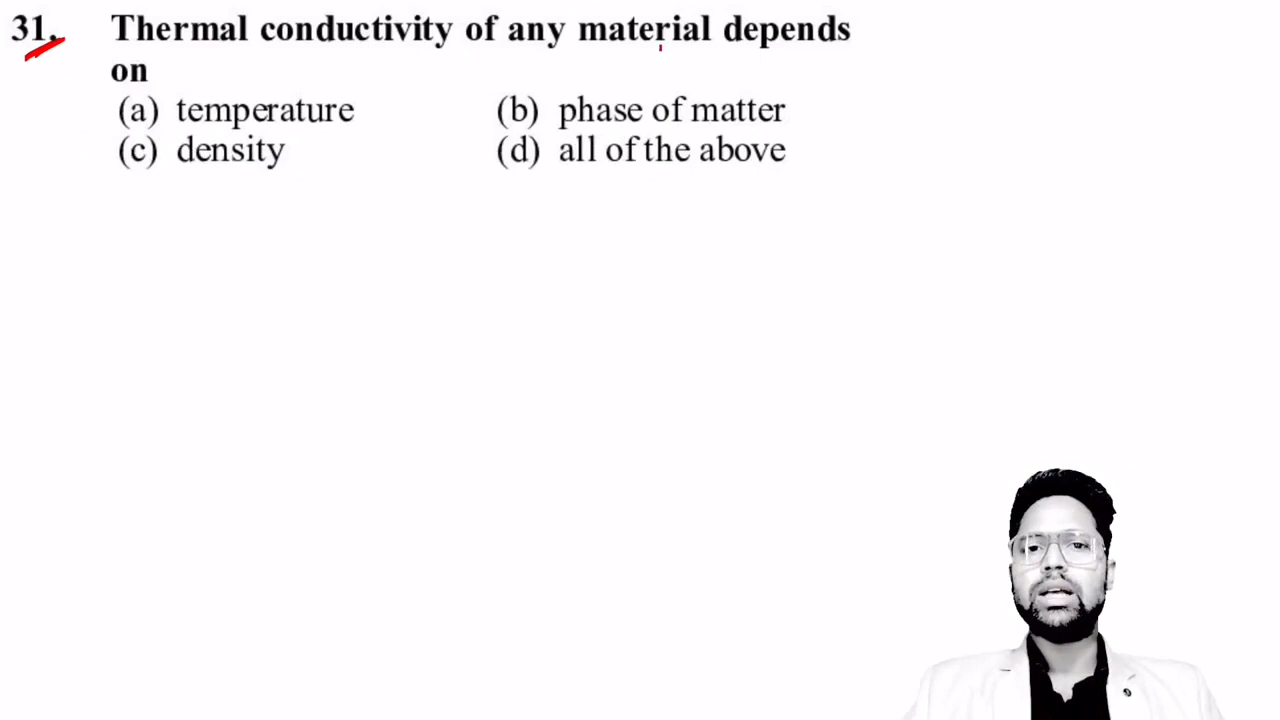 31. Thermal conductivity of any material depends
on
(a) temperature (b) phase of matter
(c) density (d) all of the above